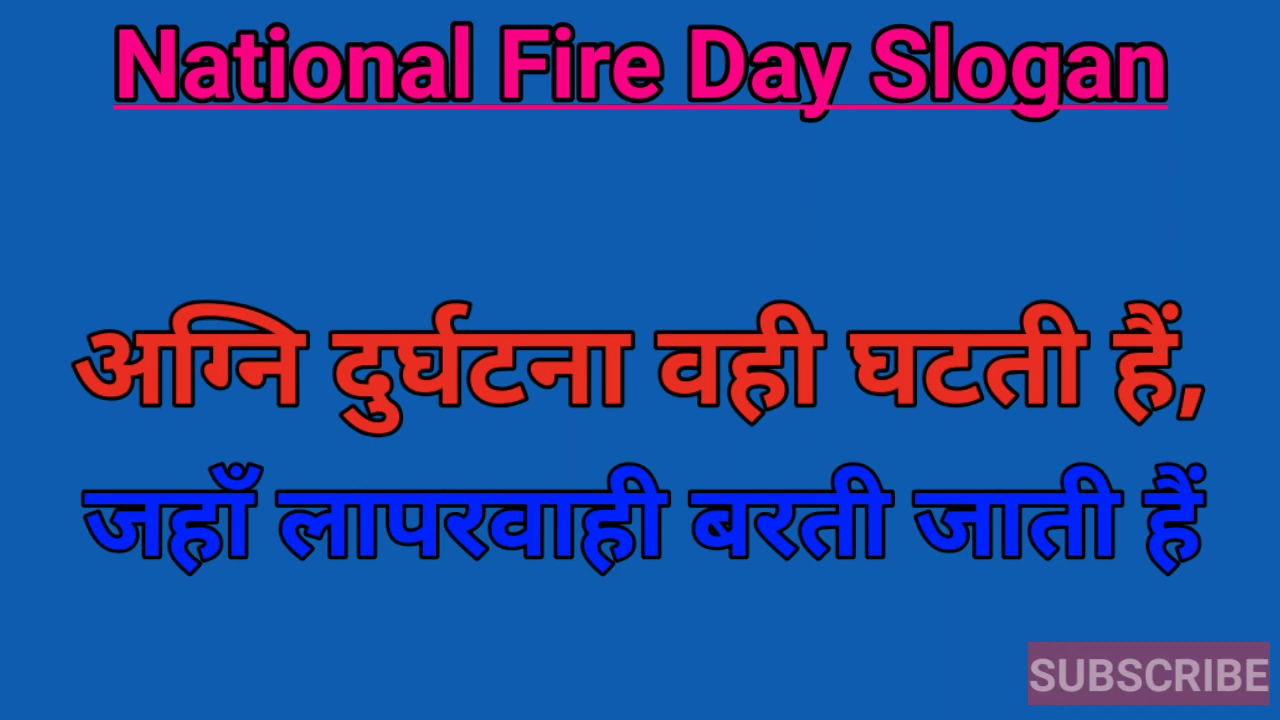 National Fire Day Slogan
अग्नि दुर्घटना वही घटती हैं,
जहाँ लापरवाही बरती जाती हैं
SUBSCRIBE